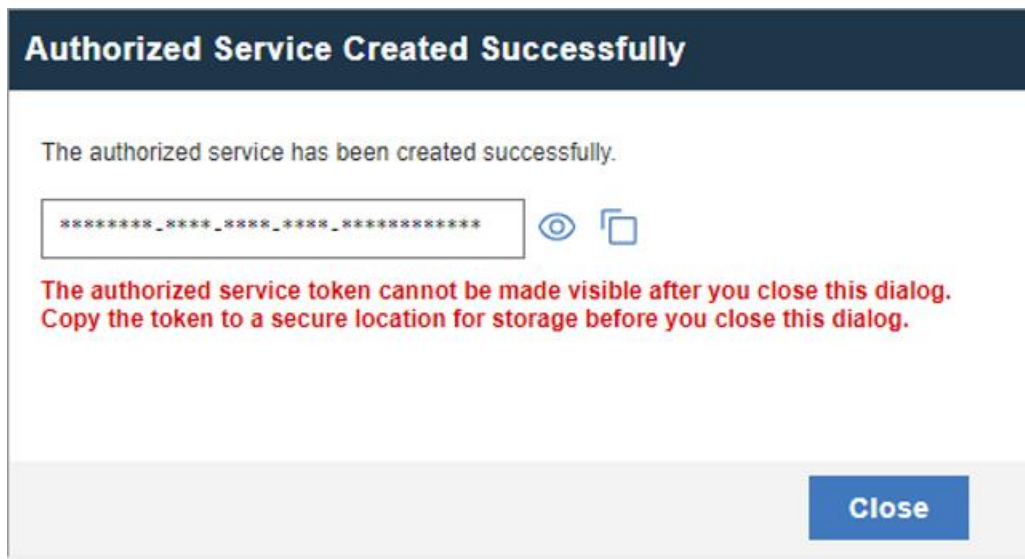 Authorized Service Created Successfully
The authorized service has been created successfully.
********-****-****-****-************
The authorized service token cannot be made visible after you close this dialog.
Copy the token to a secure location for storage before you close this dialog.
Close